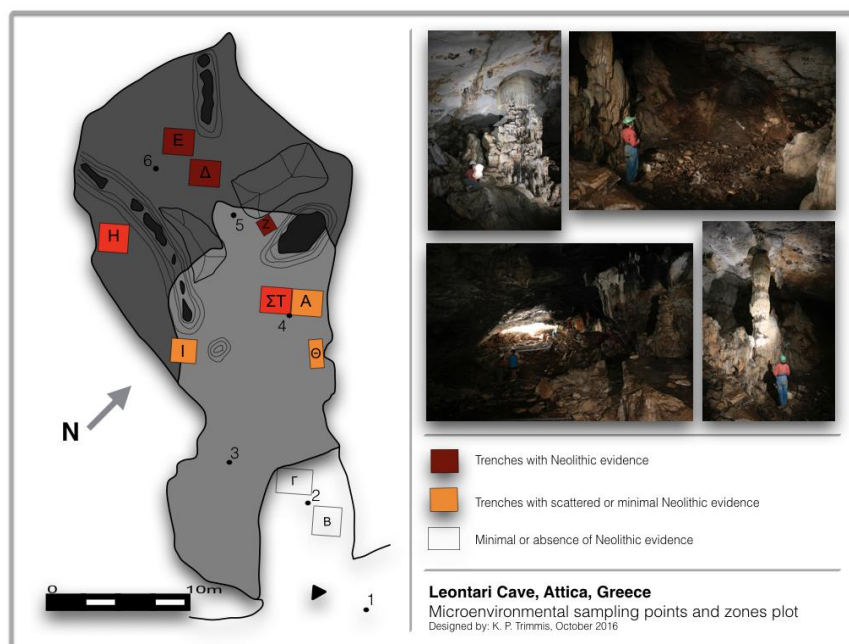 E
6
Δ
5
Z
H
ΣΤ A
4
I
Θ
N
3
Γ
2
B
0 10m
1
Trenches with Neolithic evidence
Trenches with scattered or minimal Neolithic evidence
Minimal or absence of Neolithic evidence
Leontari Cave, Attica, Greece
Microenvironmental sampling points and zones plot
Designed by: K. P. Trimmis, October 2016